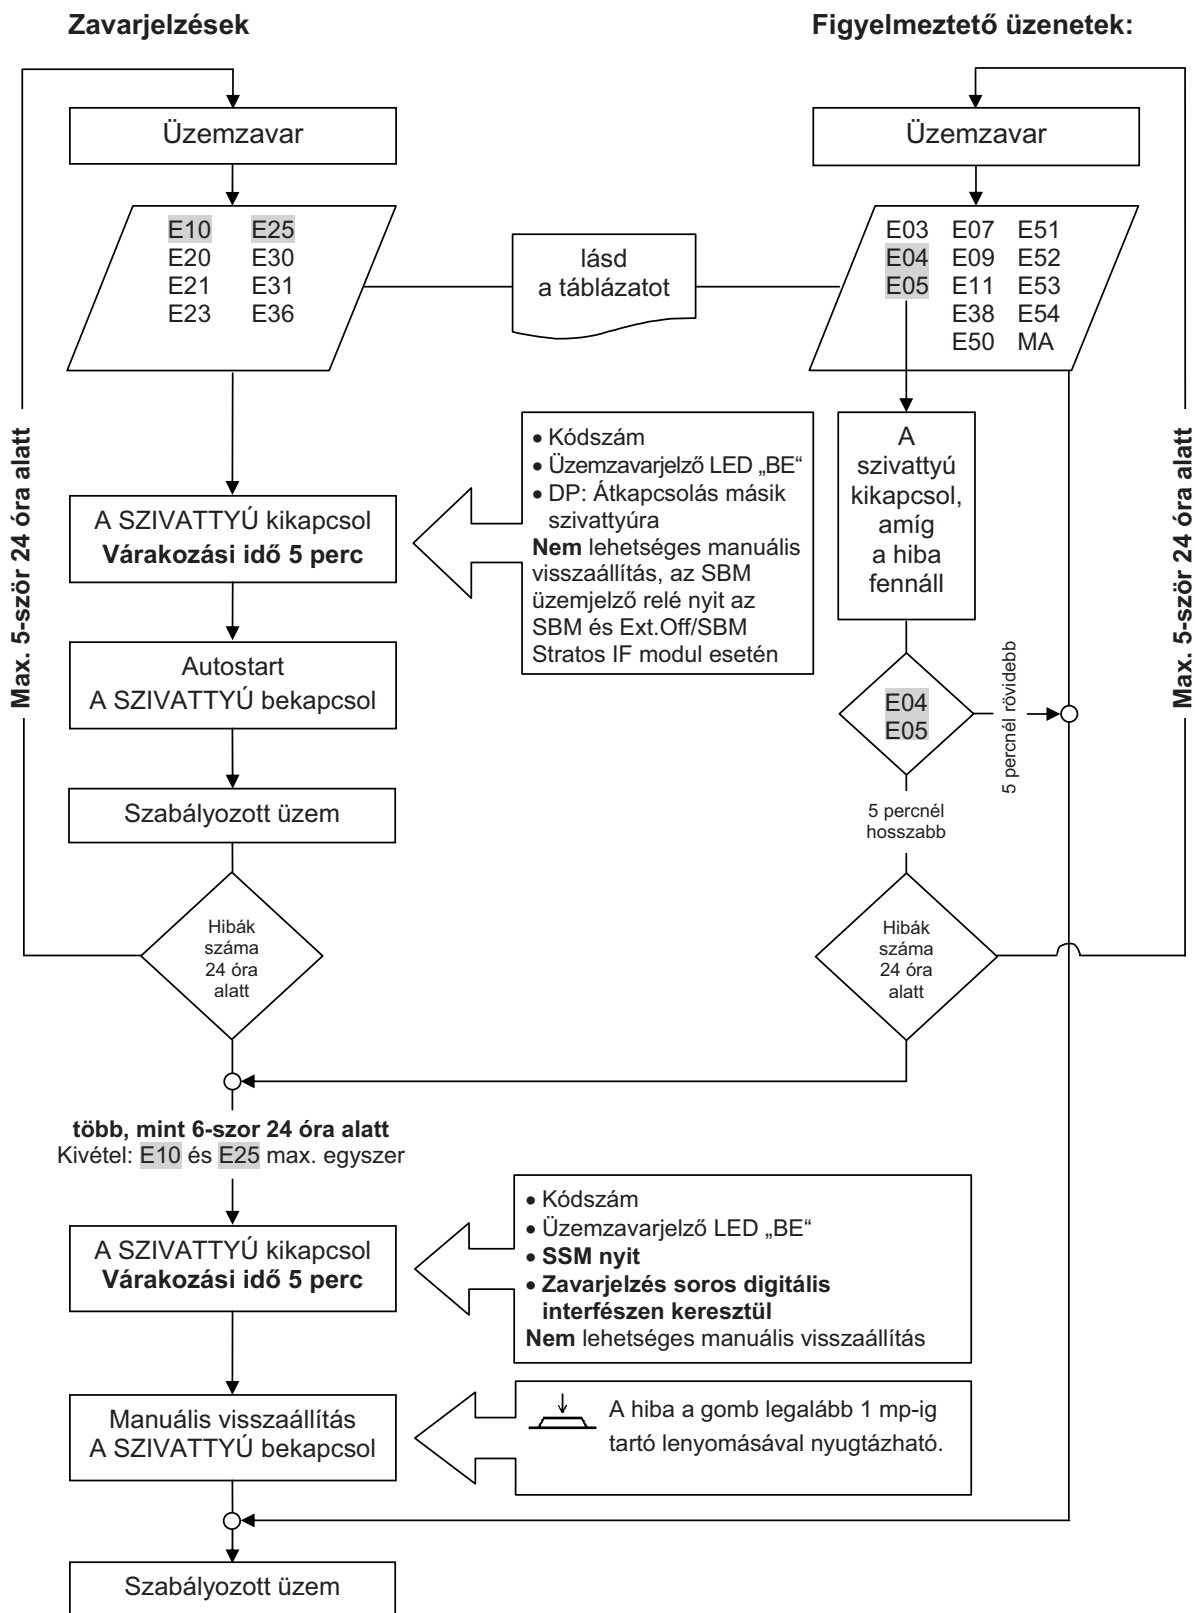 Zavarjelzések
Figyelmeztető üzenetek:
Üzemzavar
Üzemzavar
E10 E25
E20 E30
E21 E31
E23 E36
lásd
a táblázatot
E03 E07 E51
E04 E09 E52
E05 E11 E53
E38 E54
E50 MA
Max. 5-ször 24 óra alatt
Max. 5-ször 24 óra alatt
A SZIVATTYÚ kikapcsol
Várakozási idő 5 perc
• Kódszám
• Üzemzavarjelző LED „BE“
• DP: Átkapcsolás másik
szivattyúra
Nem lehetséges manuális
visszaállítás, az SBM
üzemjelző relé nyit az
SBM és Ext.Off/SBM
Stratos IF modul esetén
A
szivattyú
kikapcsol,
amíg
a hiba
fennáll
Autostart
A SZIVATTYÚ bekapcsol
E04
E05
5 percnél rövidebb
5 percnél
hosszabb
Szabályozott üzem
Hibák
száma
24 óra
alatt
Hibák
száma
24 óra
alatt
több, mint 6-szor 24 óra alatt
Kivétel: E10 és E25 max. egyszer
A SZIVATTYÚ kikapcsol
Várakozási idő 5 perc
• Kódszám
• Üzemzavarjelző LED „BE“
• SSM nyit
• Zavarjelzés soros digitális
interfészen keresztül
Nem lehetséges manuális visszaállítás
Manuális visszaállítás
A SZIVATTYÚ bekapcsol
A hiba a gomb legalább 1 mp-ig
tartó lenyomásával nyugtázható.
Szabályozott üzem